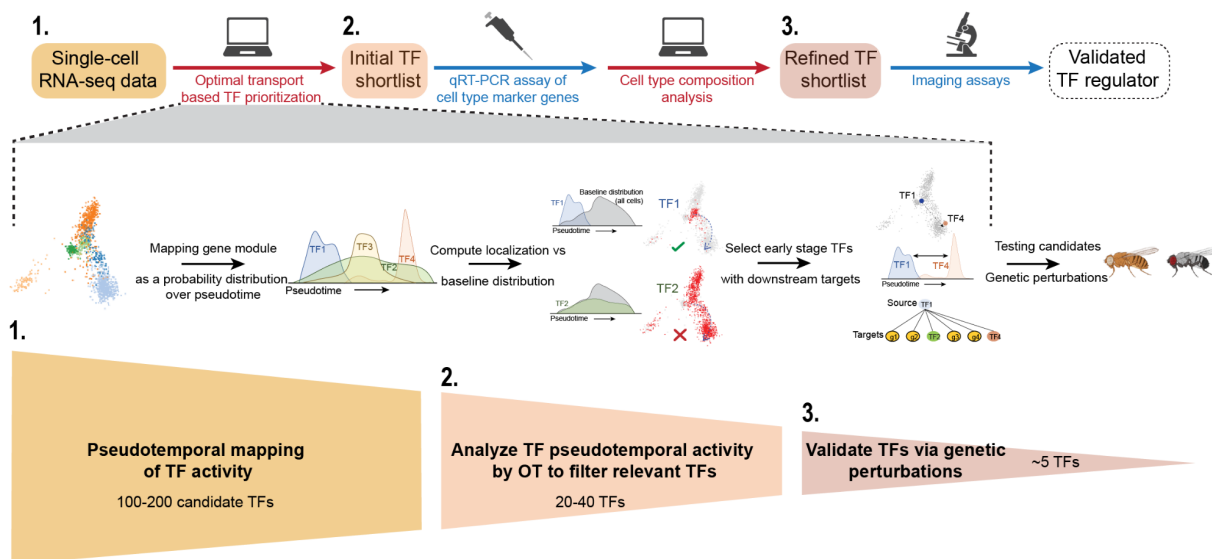 1.
Single-cell
RNA-seq data
Optimal transport
based TF prioritization
2.
Initial TF
shortlist
qRT-PCR assay of
cell type marker genes
Cell type composition
analysis
3.
Refined TF
shortlist
Imaging assays
Validated
TF regulator
Mapping gene module
as a probability distribution
over pseudotime
TF1
TF3
TF4
TF2
Pseudotime
Compute localization vs
baseline distribution
Baseline distribution
(all cells)
TF1
Pseudotime
TF1
TF2
Pseudotime
TF2
Select early stage TFs
with downstream targets
TF1
TF4
TF1
TF4
Pseudotime
Source TF1
Targets g1 g2 TF2 g3 g4 TF4
Testing candidates
Genetic perturbations
1.
Pseudotemporal mapping
of TF activity
100-200 candidate TFs
2.
Analyze TF pseudotemporal activity
by OT to filter relevant TFs
20-40 TFs
3.
Validate TFs via genetic
perturbations
~5 TFs